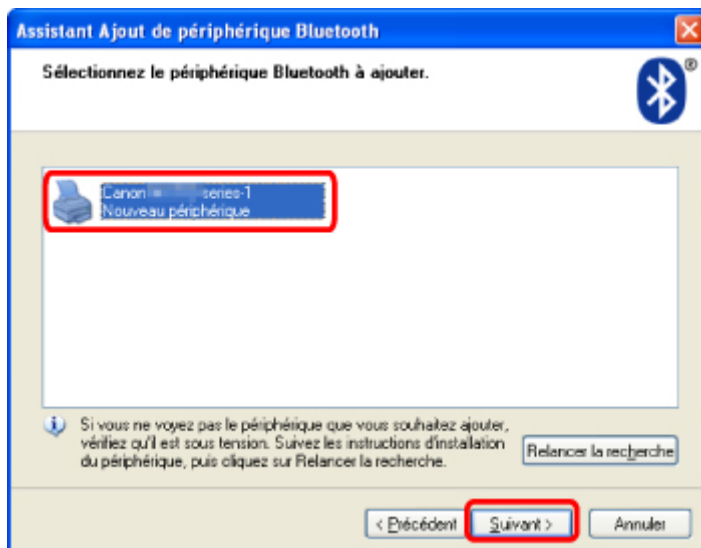 Assistant Ajout de périphérique Bluetooth
Sélectionnez le périphérique Bluetooth à ajouter.
®
Canon series-1
Nouveau périphérique
Si vous ne voyez pas le périphérique que vous souhaitez ajouter,
vérifiez qu'il est sous tension. Suivez les instructions d'installation
du périphérique, puis cliquez sur Relancer la recherche.
Relancer la recherche
< Précédent
Suivant >
Annuler